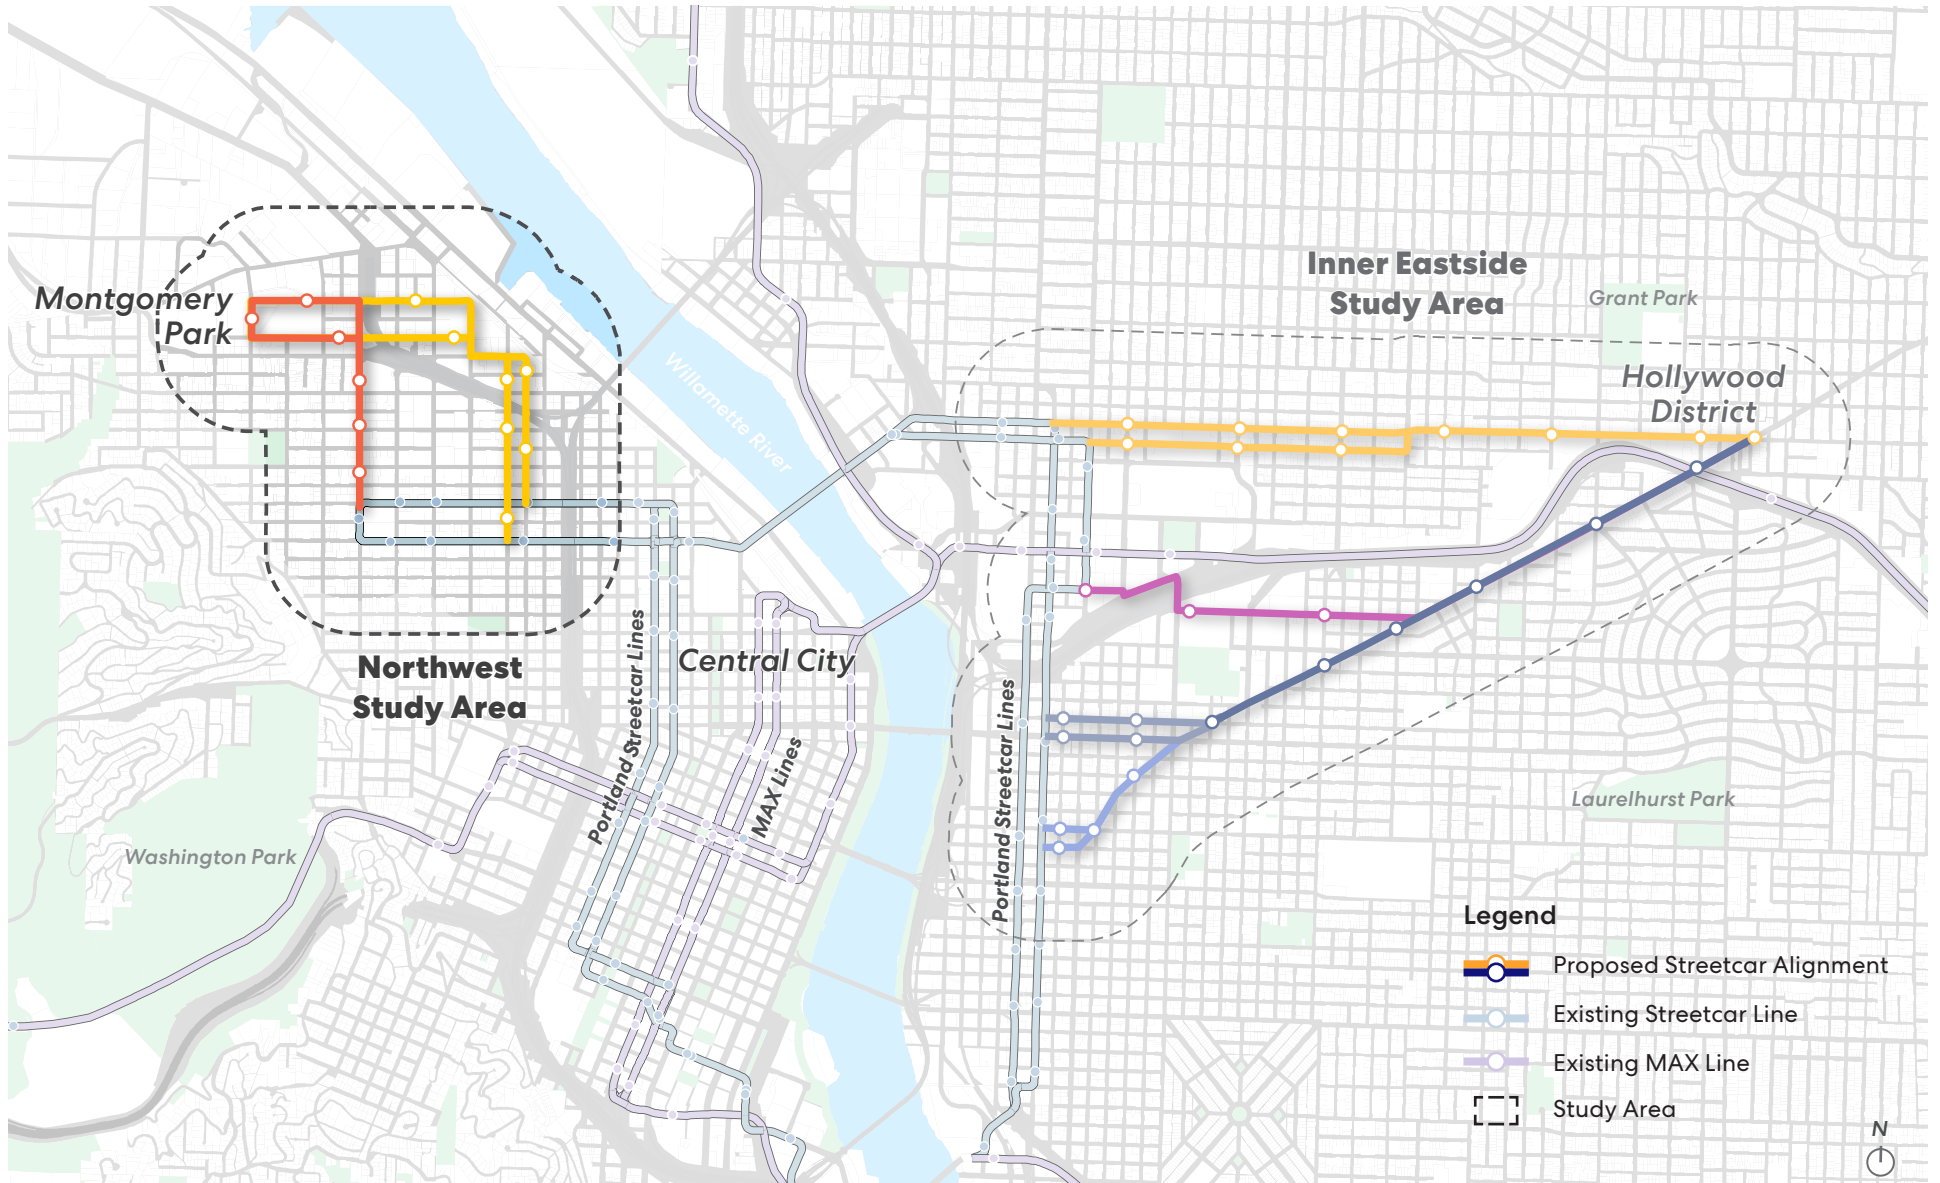 Inner Eastside
Study Area
Grant Park
Montgomery
Park
Hollywood
District
Willamette River
Northwest
Study Area
Central City
Portland Streetcar Lines
MAX Lines
Portland Streetcar Lines
Laurelhurst Park
Washington Park
Legend
Proposed Streetcar Alignment
Existing Streetcar Line
Existing MAX Line
Study Area
N